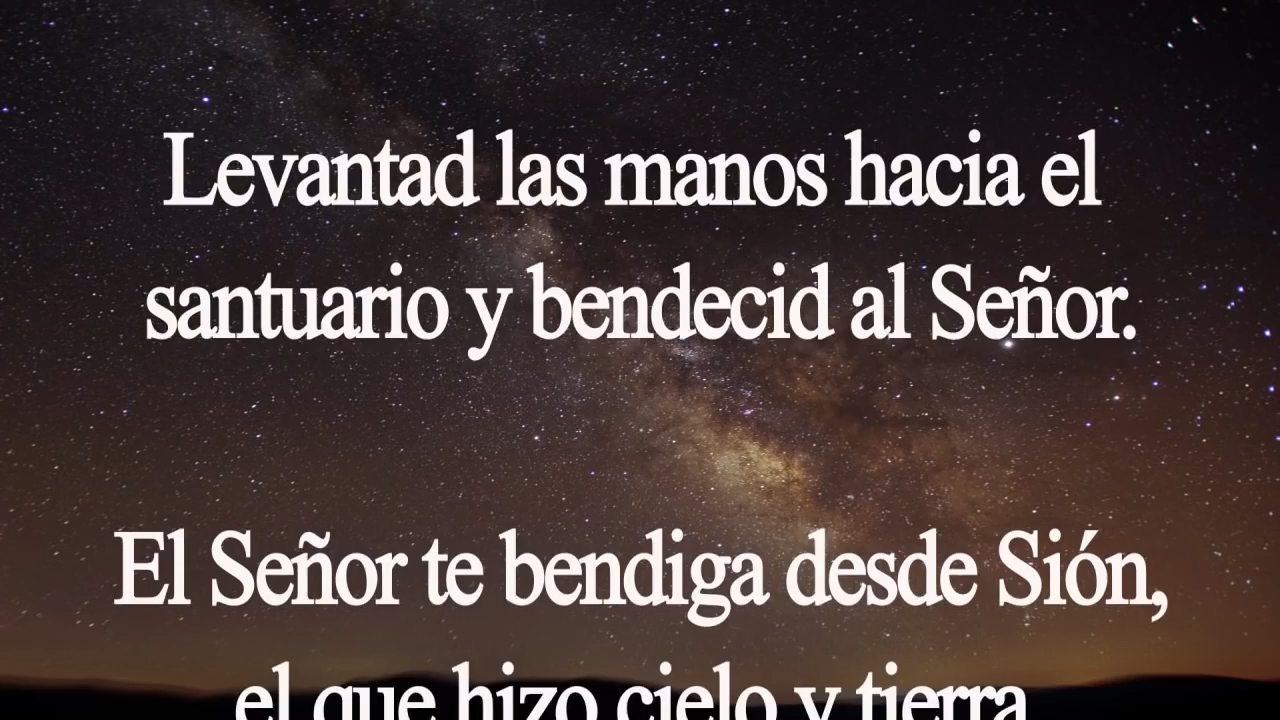 Levantad las manos hacia el
santuario y bendecid al Señor.
El Señor te bendiga desde Sión,
el que hizo cielo y tierra